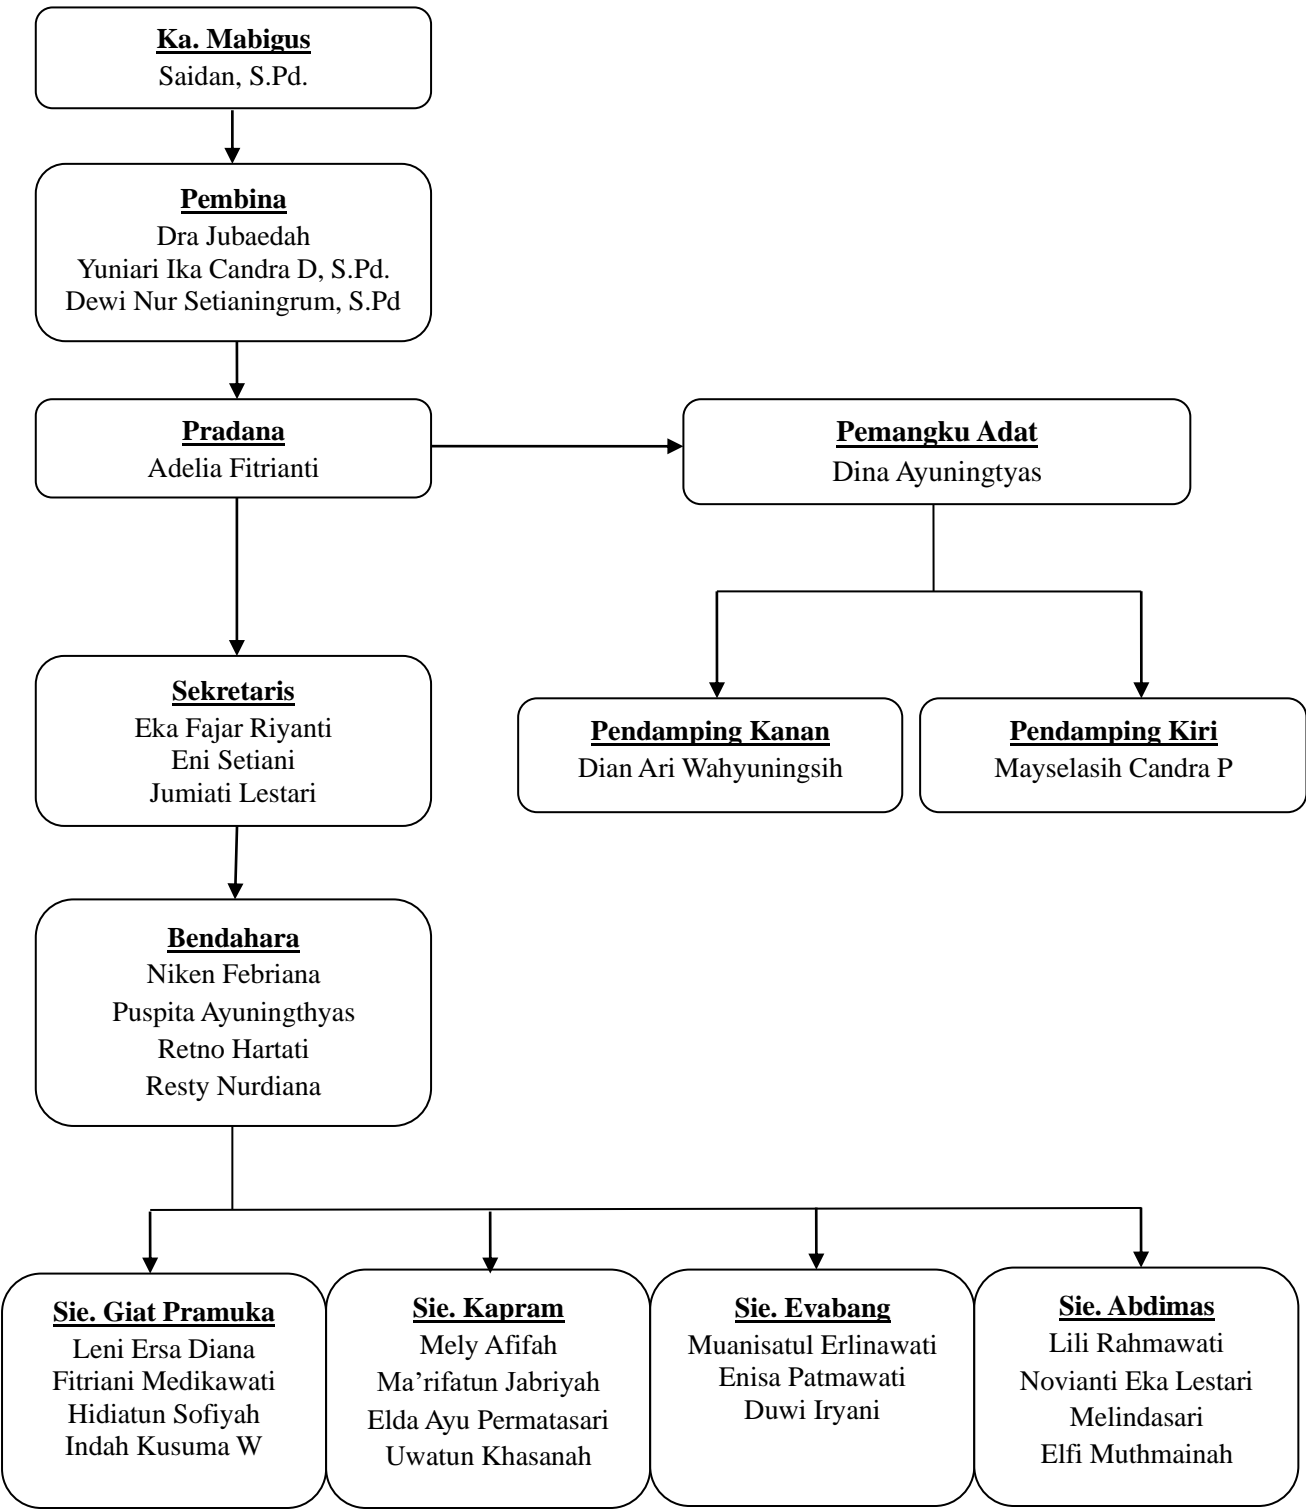 Ka. Mabigus
Saidan, S.Pd.
Pembina
Dra Jubaedah
Yuniari Ika Candra D, S.Pd.
Dewi Nur Setianingrum, S.Pd
Pradana
Adelia Fitrianti
Pemangku Adat
Dina Ayuningtyas
Sekretaris
Eka Fajar Riyanti
Eni Setiani
Jumiati Lestari
Pendamping Kanan
Dian Ari Wahyuningsih
Pendamping Kiri
Mayselasih Candra P
Bendahara
Niken Febriana
Puspita Ayuningthyas
Retno Hartati
Resty Nurdiana
Sie. Giat Pramuka
Leni Ersa Diana
Fitriani Medikawati
Hidiatun Sofiyah
Indah Kusuma W
Sie. Kapram
Mely Afifah
Ma’rifatun Jabriyah
Elda Ayu Permatasari
Uwatun Khasanah
Sie. Evabang
Muanisatul Erlinawati
Enisa Patmawati
Duwi Iryani
Sie. Abdimas
Lili Rahmawati
Novianti Eka Lestari
Melindasari
Elfi Muthmainah